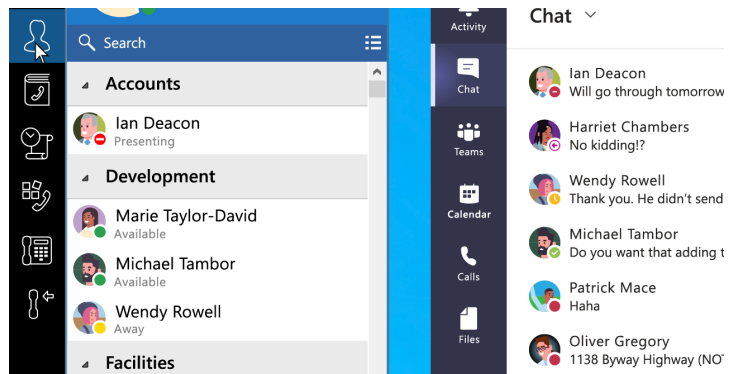 Search
Accounts
Ian Deacon
Presenting
Development
Marie Taylor-David
Available
Michael Tambor
Available
Wendy Rowell
Away
Facilities
Activity
Chat
Teams
Calendar
Calls
Files
Chat
Ian Deacon
Will go through tomorrow
Harriet Chambers
No kidding!?
Wendy Rowell
Thank you. He didn't send
Michael Tambor
Do you want that adding t
Patrick Mace
Haha
Oliver Gregory
1138 Byway Highway (NOT